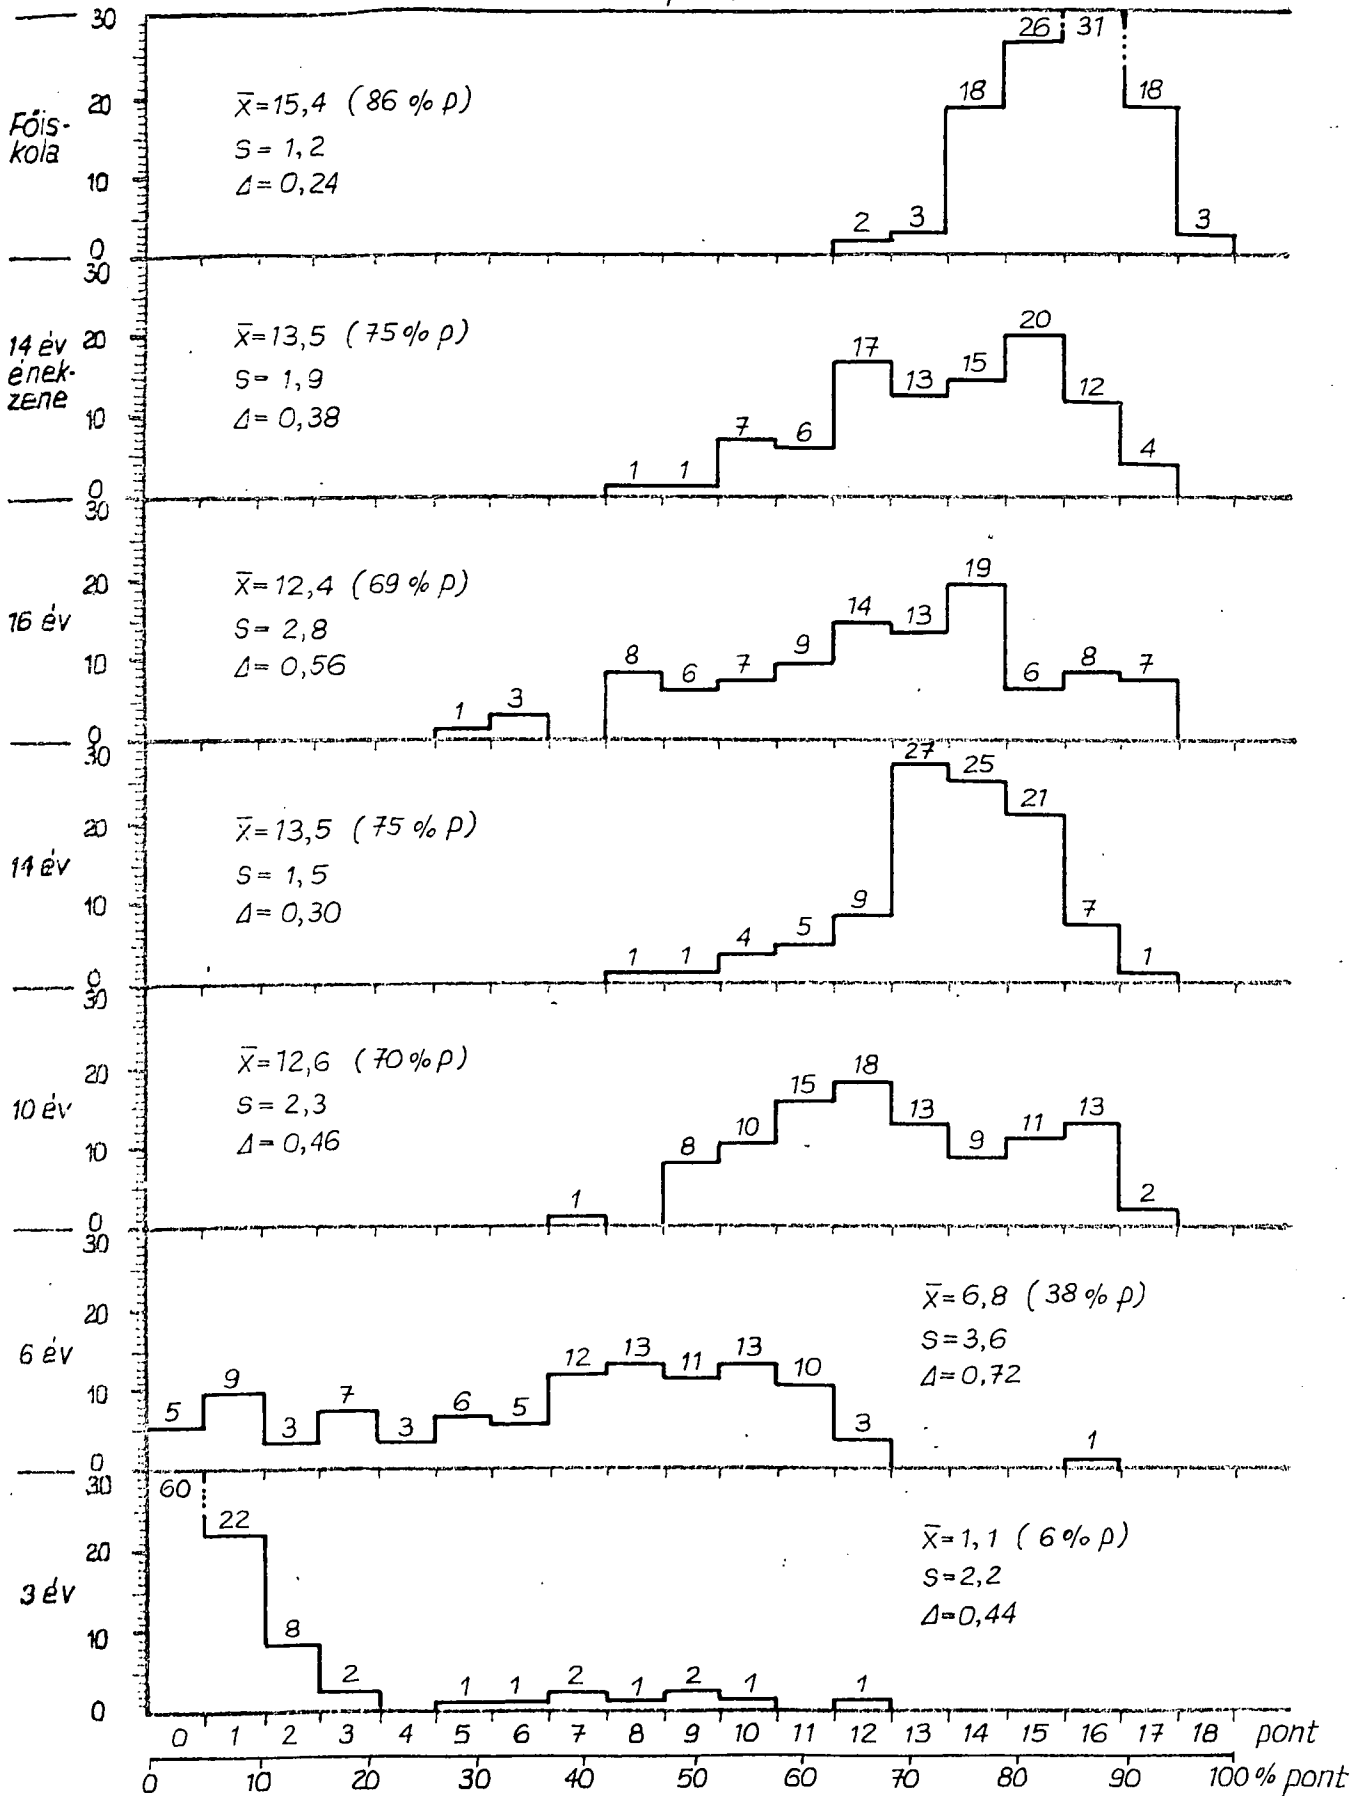 30
26 31
Főis-
kola
20
x̄=15,4 (86 % p)
18 18
S = 1,2
10
Δ=0,24
2 3 3
0
30
14 év
ének-
zene
20
x̄=13,5 (75% p)
17 13 15 20 12
S= 1,9
10
Δ= 0,38
7 6 4
1 1
0
30
16 év
20
x̄=12,4 (69 % p)
19
S= 2,8
14 13
10
Δ= 0,56
8 6 7 9 6 8 7
1 3
0
30
27 25 21
14 év
20
x̄=13,5 (75 % p)
S= 1,5
10
Δ= 0,30
1 1 4 5 9 7 1
0
30
10 év
20
x̄=12,6 (70% p)
S= 2,3
10
Δ= 0,46
1 8 10 15 18 13 9 11 13 2
0
30
6 év
20
x̄=6,8 (38 % p)
S=3,6
Δ=0,72
10
5 9 3 7 3 6 5 12 13 11 13 10 3 1
0
30
60
22
3 év
20
x̄=1,1 (6% p)
S=2,2
Δ=0,44
10
8 2 1 1 2 1 2 1 1
0
0 1 2 3 4 5 6 7 8 9 10 11 12 13 14 15 16 17 18 pont
0 10 20 30 40 50 60 70 80 90 100% pont